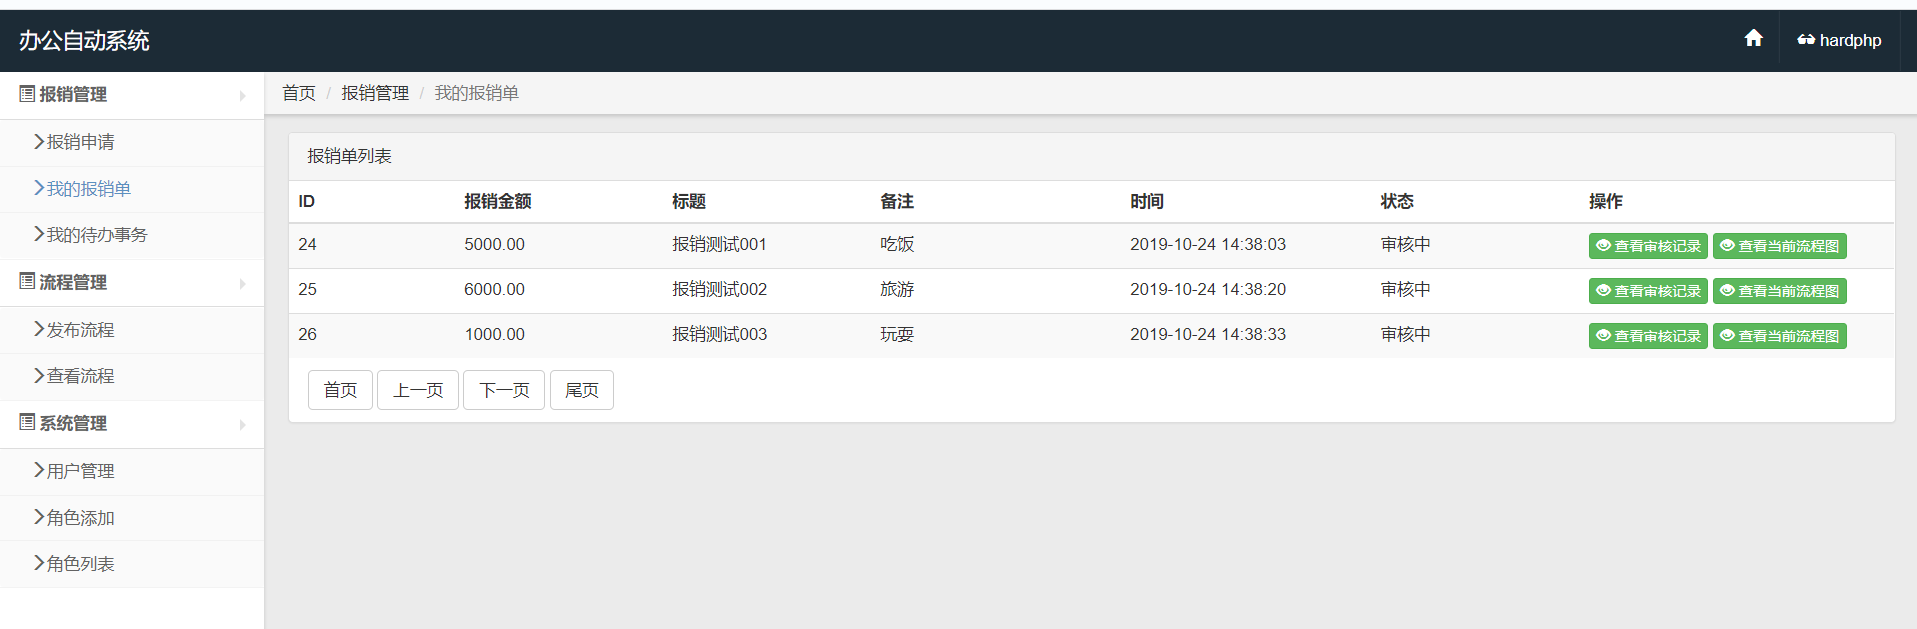 办公自动系统
hardphp
报销管理
报销申请
我的报销单
我的待办事务
流程管理
发布流程
查看流程
系统管理
用户管理
角色添加
角色列表
首页 / 报销管理 / 我的报销单
报销单列表
ID 报销金额 标题 备注 时间 状态 操作
24 5000.00 报销测试001 吃饭 2019-10-24 14:38:03 审核中 查看审核记录 查看当前流程图
25 6000.00 报销测试002 旅游 2019-10-24 14:38:20 审核中 查看审核记录 查看当前流程图
26 1000.00 报销测试003 玩耍 2019-10-24 14:38:33 审核中 查看审核记录 查看当前流程图
首页 上一页 下一页 尾页